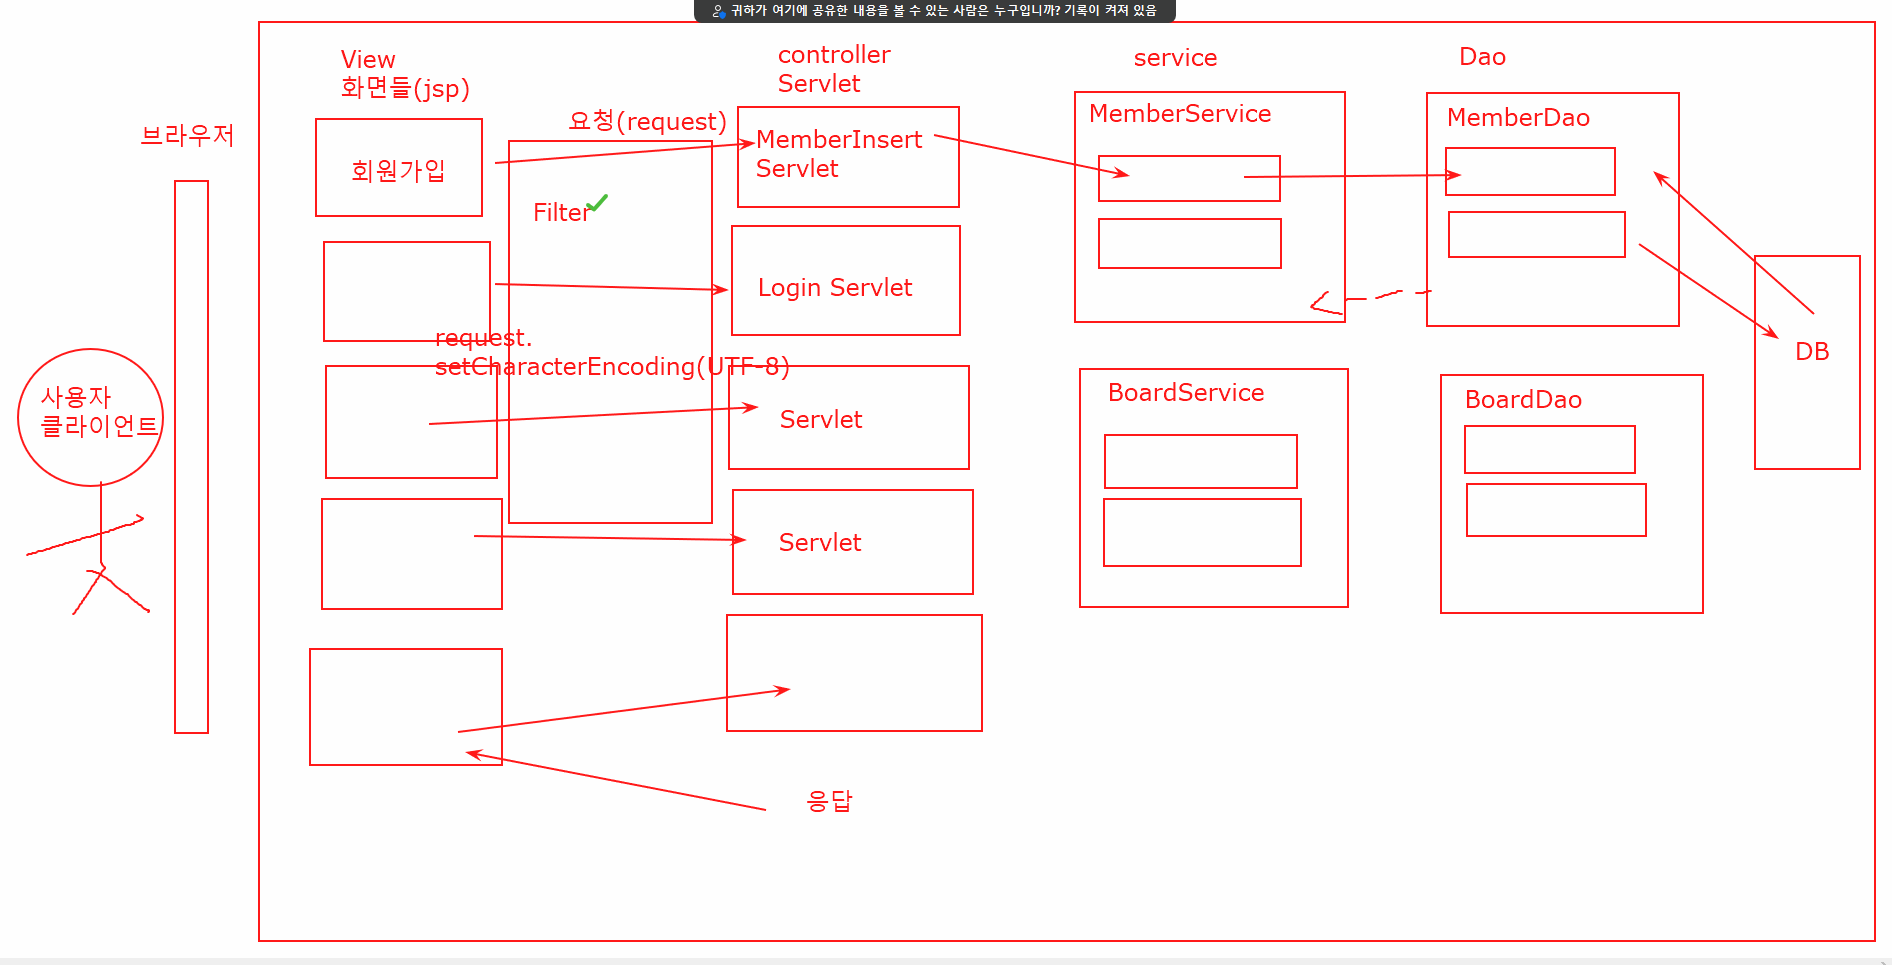 귀하가 여기에 공유한 내용을 볼 수 있는 사람은 누구입니까? 기록이 켜져 있음
View
화면들(jsp)
controller
Servlet
service
Dao
브라우저
요청(request)
회원가입
MemberInsert
Servlet
MemberService
MemberDao
Filter
Login Servlet
request.
setCharacterEncoding(UTF-8)
DB
사용자
클라이언트
Servlet
BoardService
BoardDao
Servlet
응답